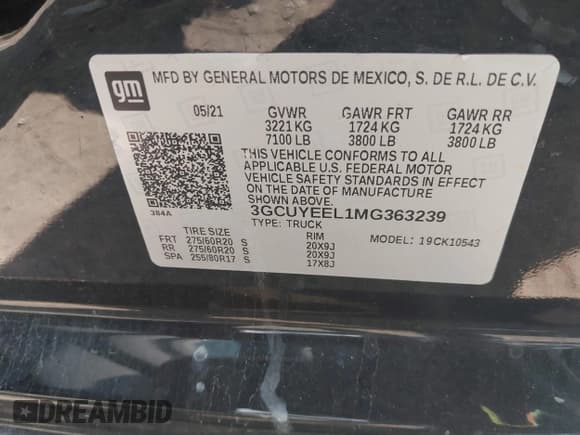 gm
MFD BY GENERAL MOTORS DE MEXICO, S. DE R.L. DE C.V.
05/21 GVWR GAWR FRT GAWR RR
3221 KG 1724 KG 1724 KG
7100 LB 3800 LB 3800 LB
THIS VEHICLE CONFORMS TO ALL
APPLICABLE U.S. FEDERAL MOTOR
VEHICLE SAFETY STANDARDS IN EFFECT
ON THE DATE OF MANUFACTURE
SHOWN ABOVE.
384A 3GCUYEEL1MG363239
TYPE: TRUCK
TIRE SIZE RIM MODEL: 19CK10543
FRT 275/60R20 S 20X9J
RR 275/60R20 S 20X9J
SPA 255/80R17 S 17X8J
DREAMBID